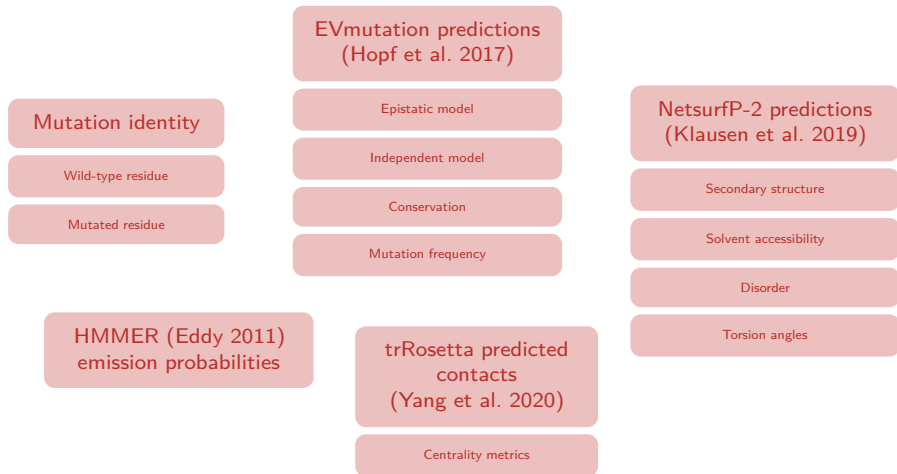 EVmutation predictions
(Hopf et al. 2017)
Epistatic model
Independent model
Conservation
Mutation frequency
Mutation identity
Wild-type residue
Mutated residue
NetsurfP-2 predictions
(Klausen et al. 2019)
Secondary structure
Solvent accessibility
Disorder
Torsion angles
HMMER (Eddy 2011)
emission probabilities
trRosetta predicted
contacts
(Yang et al. 2020)
Centrality metrics